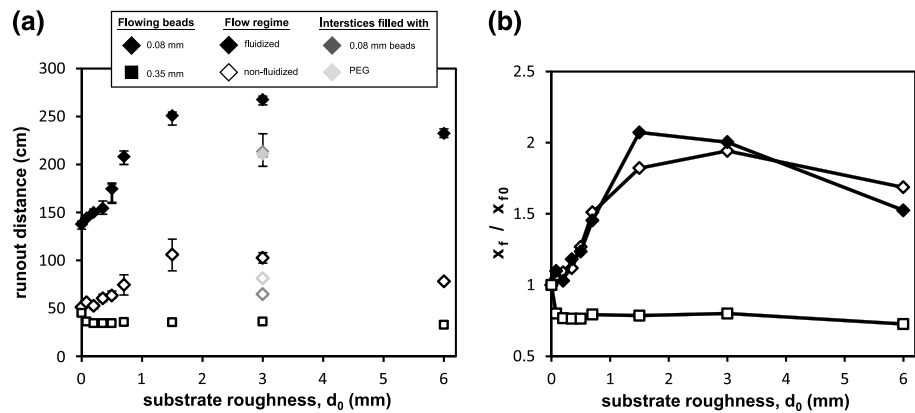 (a)
Flowing beads Flow regime Interstices filled with
0.08 mm fluidized 0.08 mm beads
0.35 mm non-fluidized PEG
300
250
200
150
100
50
0
runout distance (cm)
0 1 2 3 4 5 6
substrate roughness, d0 (mm)
(b)
2.5
2
1.5
1
0.5
xf / xf0
0 1 2 3 4 5 6
substrate roughness, d0 (mm)